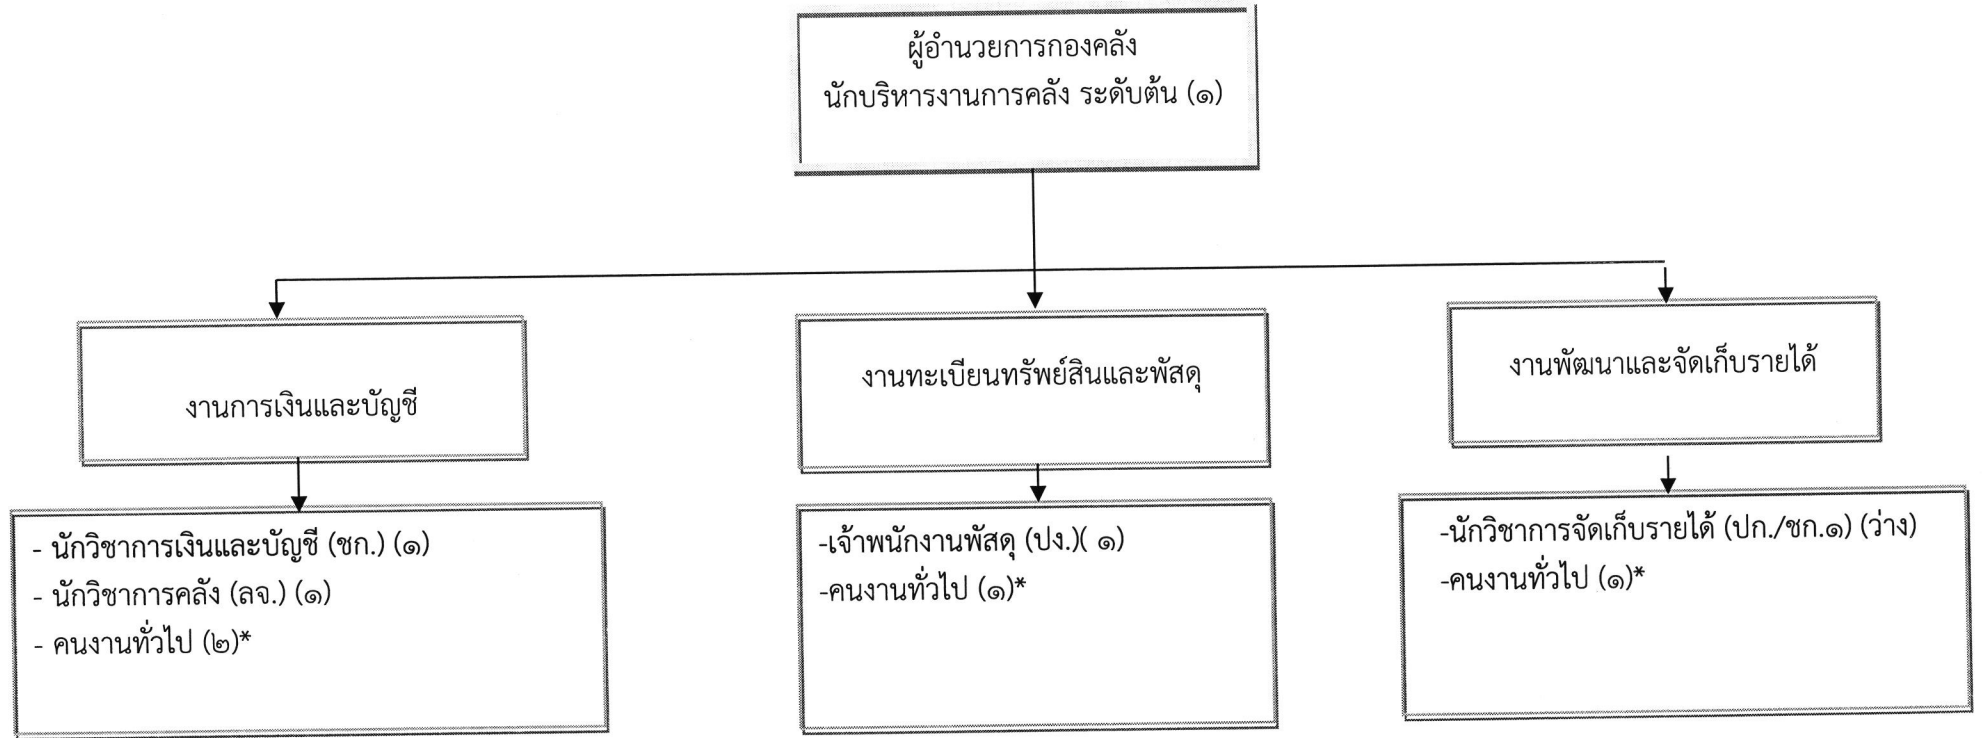 ผู้อำนวยการกองคลัง
นักบริหารงานการคลัง ระดับต้น (๑)
งานการเงินและบัญชี
งานทะเบียนทรัพย์สินและพัสดุ
งานพัฒนาและจัดเก็บรายได้
- นักวิชาการเงินและบัญชี (ชก.) (๑)
- นักวิชาการคลัง (ลจ.) (๑)
- คนงานทั่วไป (๒)*
-เจ้าพนักงานพัสดุ (ปง.)( ๑)
-คนงานทั่วไป (๑)*
-นักวิชาการจัดเก็บรายได้ (ปก./ชก.๑) (ว่าง)
-คนงานทั่วไป (๑)*